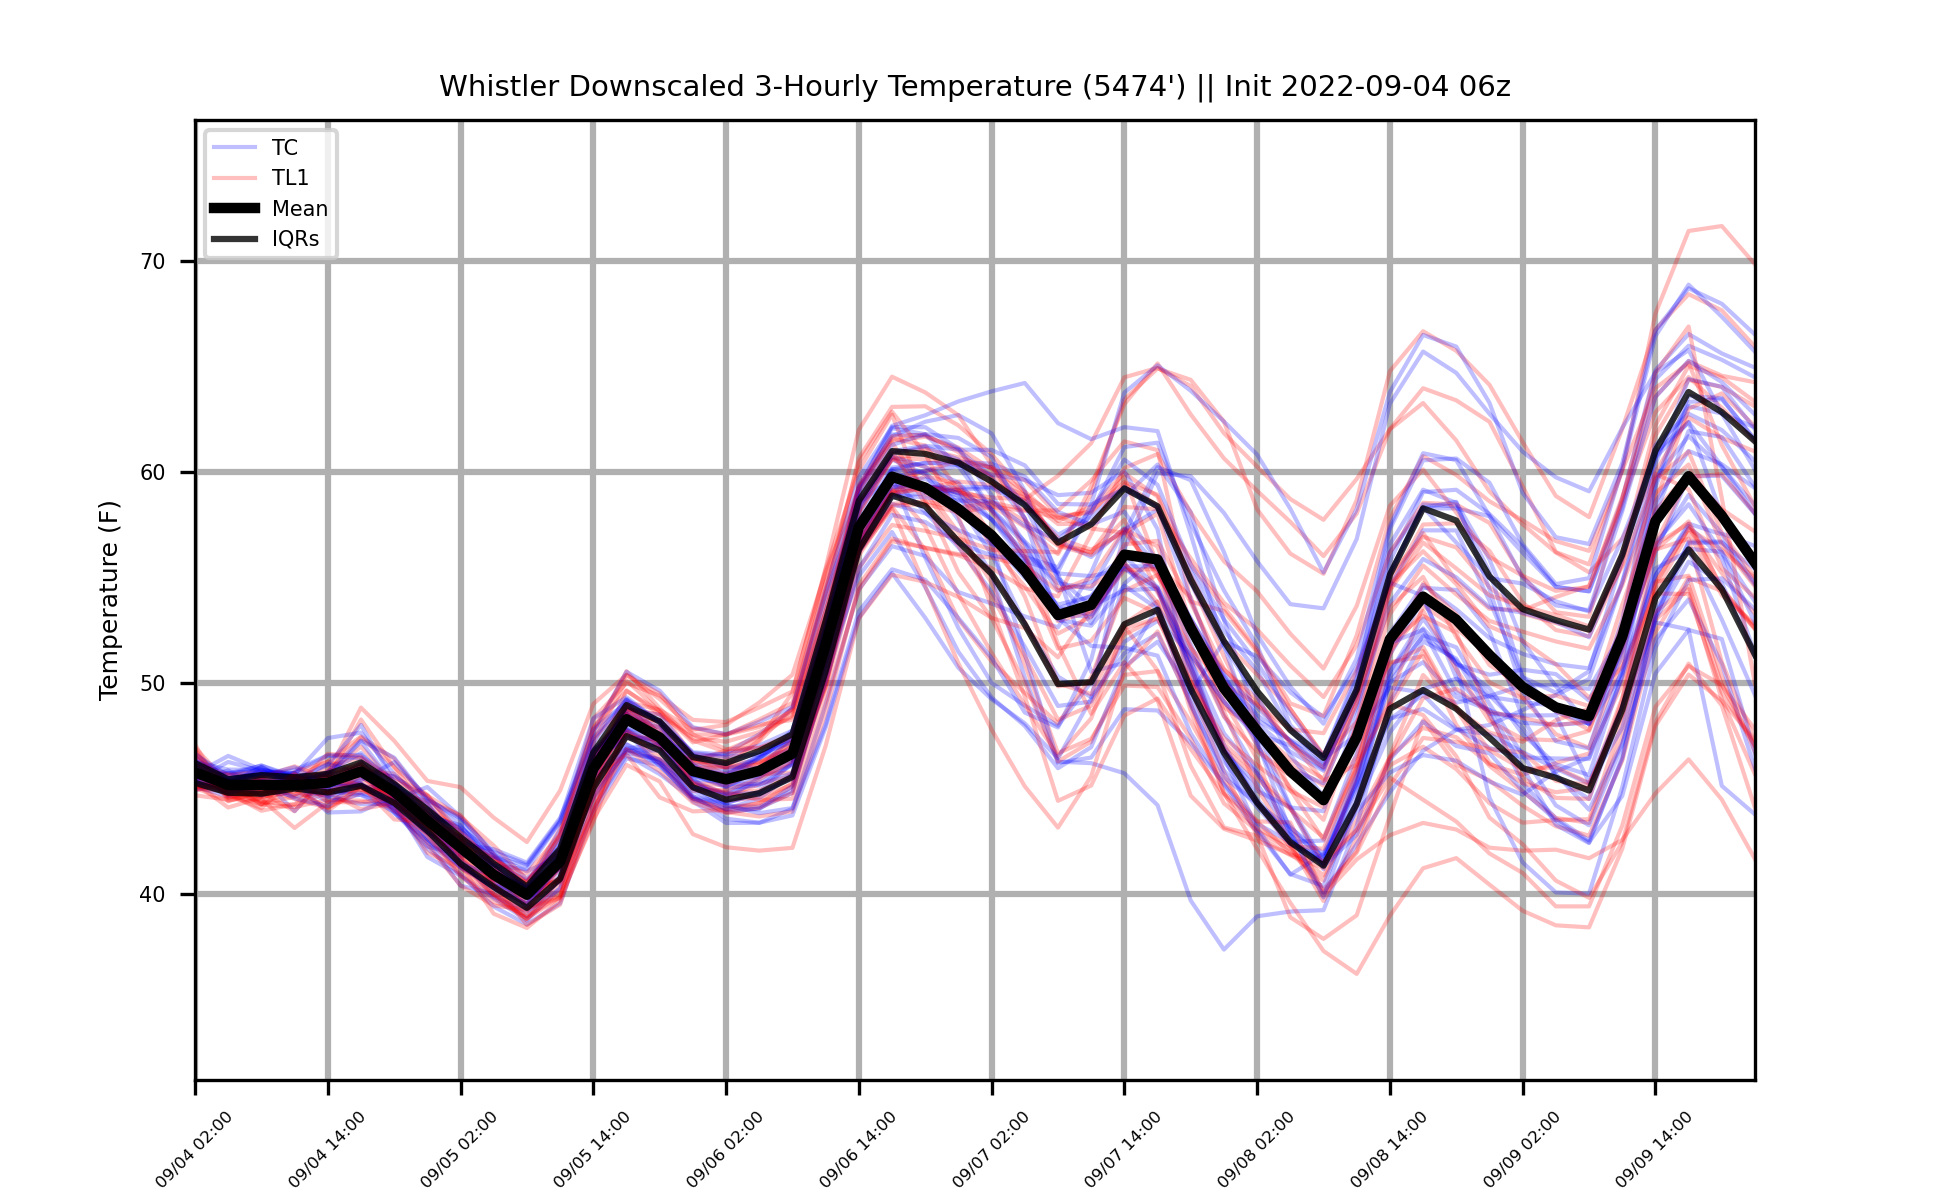 Whistler Downscaled 3-Hourly Temperature (5474') || Init 2022-09-04 06z
TC
TL1
Mean
IQRs
Temperature (F)
70
60
50
40
09/04 02:00
09/04 14:00
09/05 02:00
09/05 14:00
09/06 02:00
09/06 14:00
09/07 02:00
09/07 14:00
09/08 02:00
09/08 14:00
09/09 02:00
09/09 14:00